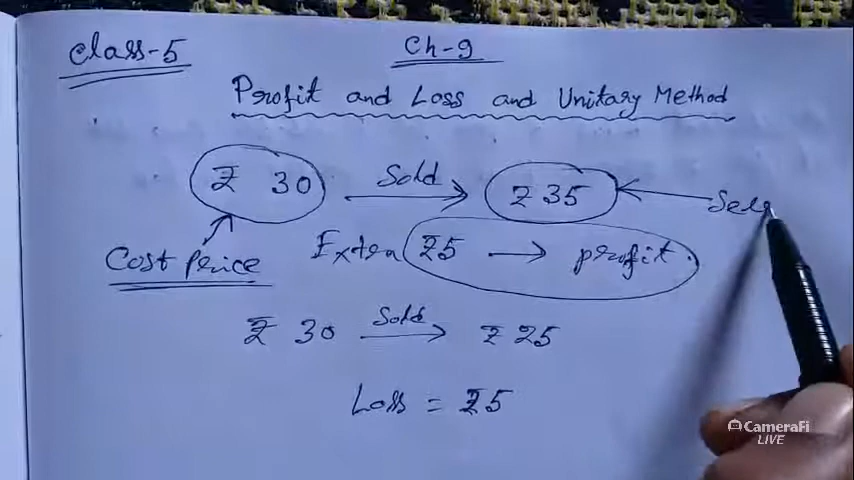 Class-5 Ch-9
Profit and Loss and Unitary Method
₹ 30 Sold ₹ 35 Sell
Cost Price Extra ₹5 → profit.
₹ 30 Sold ₹ 25
Loss = ₹5
CameraFi
LIVE